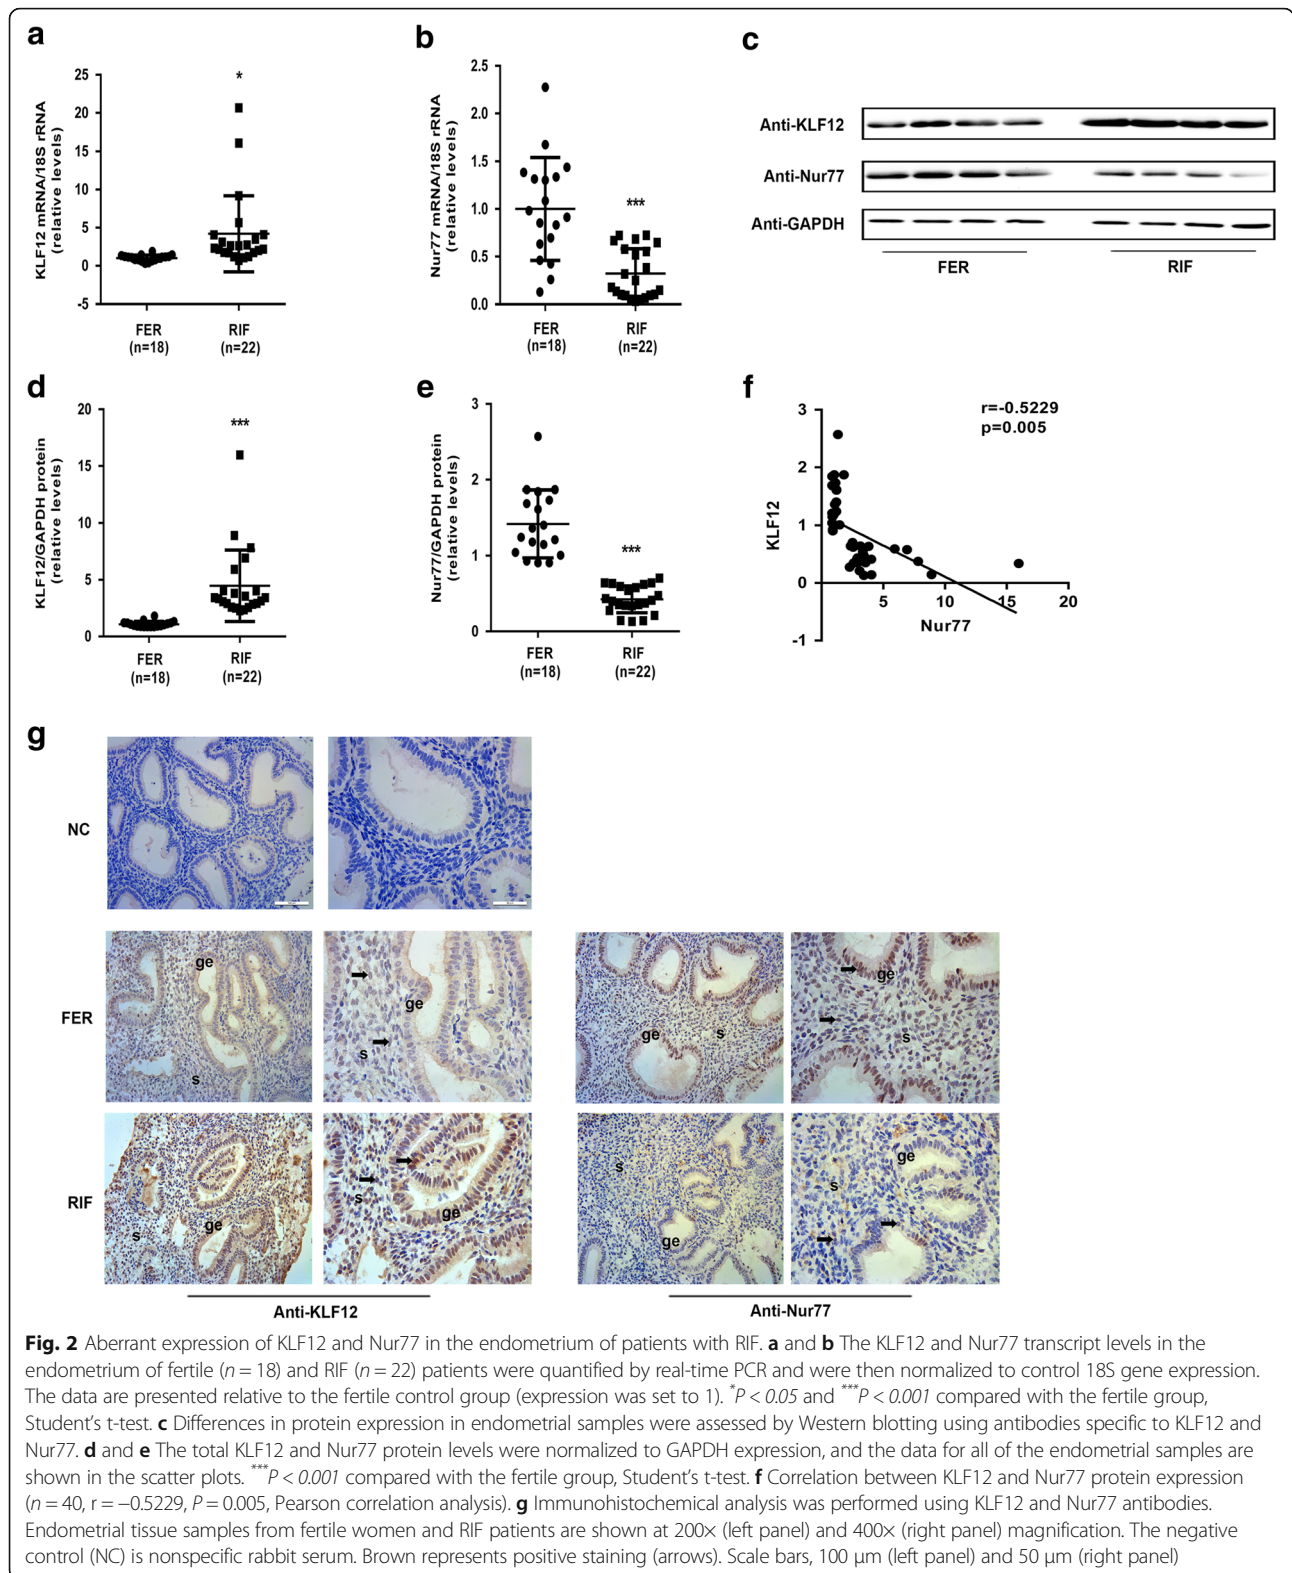 a
KLF12 mRNA/18S rRNA
(relative levels)
25
20
15
10
5
0
-5
*
FER
(n=18)
RIF
(n=22)
b
Nur77 mRNA/18S rRNA
(relative levels)
2.5
2.0
1.5
1.0
0.5
0.0
***
FER
(n=18)
RIF
(n=22)
c
Anti-KLF12
Anti-Nur77
Anti-GAPDH
FER
RIF
d
KLF12/GAPDH protein
(relative levels)
20
15
10
5
0
***
FER
(n=18)
RIF
(n=22)
e
Nur77/GAPDH protein
(relative levels)
3
2
1
0
***
FER
(n=18)
RIF
(n=22)
f
r=-0.5229
p=0.005
KLF12
3
2
1
0
-1
5
10
15
20
Nur77
g
NC
FER
ge
s
ge
s
ge
s
ge
s
RIF
ge
s
s
ge
s
ge
ge
s
Anti-KLF12
Anti-Nur77
Fig. 2 Aberrant expression of KLF12 and Nur77 in the endometrium of patients with RIF. a and b The KLF12 and Nur77 transcript levels in the
endometrium of fertile (n = 18) and RIF (n = 22) patients were quantified by real-time PCR and were then normalized to control 18S gene expression.
The data are presented relative to the fertile control group (expression was set to 1). *P < 0.05 and ***P < 0.001 compared with the fertile group,
Student's t-test. c Differences in protein expression in endometrial samples were assessed by Western blotting using antibodies specific to KLF12 and
Nur77. d and e The total KLF12 and Nur77 protein levels were normalized to GAPDH expression, and the data for all of the endometrial samples are
shown in the scatter plots. ***P < 0.001 compared with the fertile group, Student's t-test. f Correlation between KLF12 and Nur77 protein expression
(n = 40, r = −0.5229, P = 0.005, Pearson correlation analysis). g Immunohistochemical analysis was performed using KLF12 and Nur77 antibodies.
Endometrial tissue samples from fertile women and RIF patients are shown at 200× (left panel) and 400× (right panel) magnification. The negative
control (NC) is nonspecific rabbit serum. Brown represents positive staining (arrows). Scale bars, 100 μm (left panel) and 50 μm (right panel)